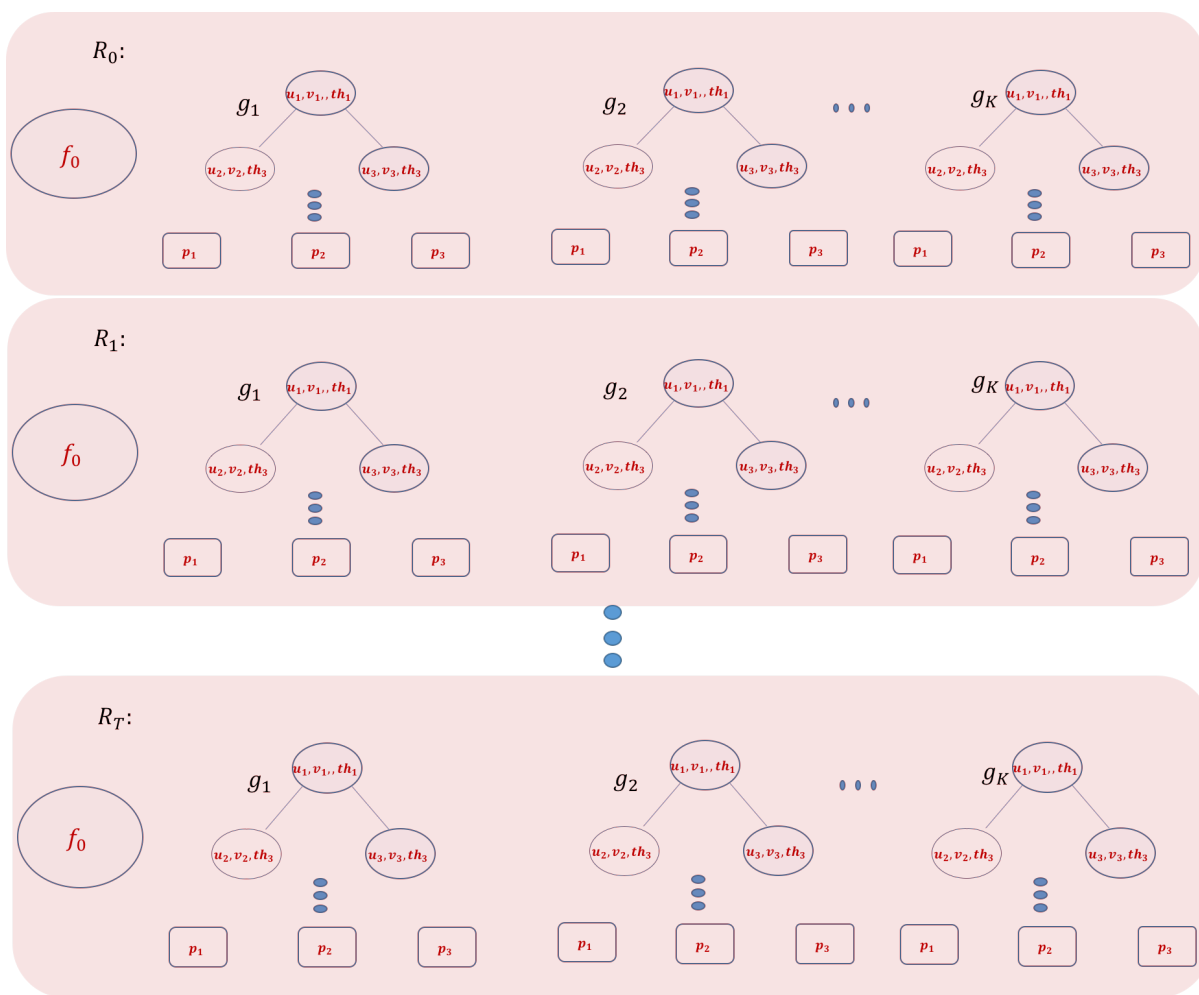 R₀:
g₁ u₁,v₁,,th₁ g₂ u₁,v₁,,th₁ g_K u₁,v₁,,th₁
f₀ u₂,v₂,th₃ u₃,v₃,th₃ u₂,v₂,th₃ u₃,v₃,th₃ u₂,v₂,th₃ u₃,v₃,th₃
p₁ p₂ p₃ p₁ p₂ p₃ p₁ p₂ p₃
R₁:
g₁ u₁,v₁,,th₁ g₂ u₁,v₁,,th₁ g_K u₁,v₁,,th₁
f₀ u₂,v₂,th₃ u₃,v₃,th₃ u₂,v₂,th₃ u₃,v₃,th₃ u₂,v₂,th₃ u₃,v₃,th₃
p₁ p₂ p₃ p₁ p₂ p₃ p₁ p₂ p₃
R_T:
g₁ u₁,v₁,,th₁ g₂ u₁,v₁,,th₁ g_K u₁,v₁,,th₁
f₀ u₂,v₂,th₃ u₃,v₃,th₃ u₂,v₂,th₃ u₃,v₃,th₃ u₂,v₂,th₃ u₃,v₃,th₃
p₁ p₂ p₃ p₁ p₂ p₃ p₁ p₂ p₃